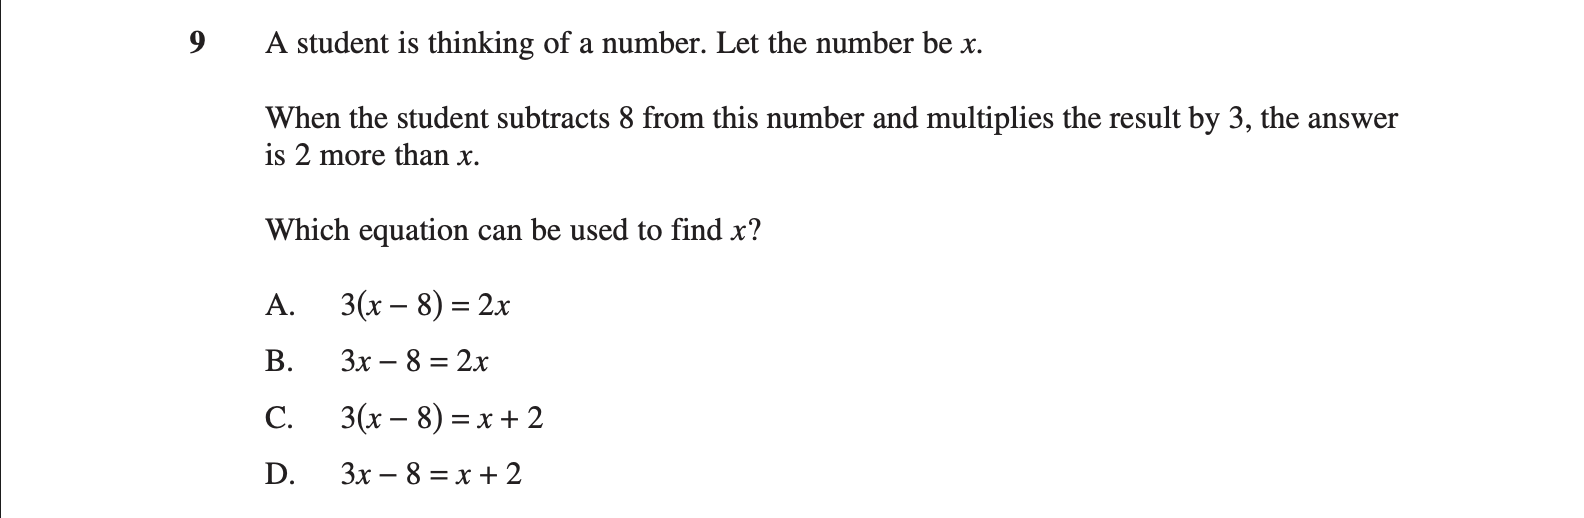 9 A student is thinking of a number. Let the number be x.
When the student subtracts 8 from this number and multiplies the result by 3, the answer
is 2 more than x.
Which equation can be used to find x?
A. 3(x − 8) = 2x
B. 3x − 8 = 2x
C. 3(x − 8) = x + 2
D. 3x − 8 = x + 2